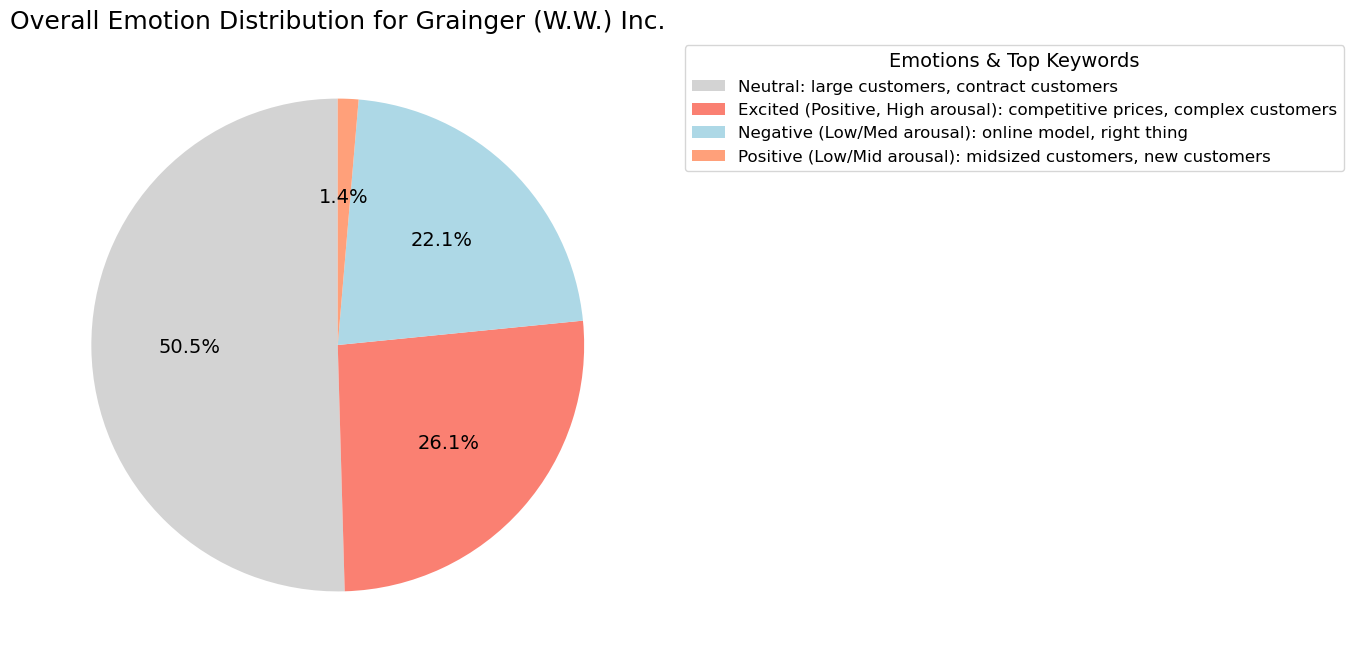 Overall Emotion Distribution for Grainger (W.W.) Inc.
Emotions & Top Keywords
Neutral: large customers, contract customers
Excited (Positive, High arousal): competitive prices, complex customers
Negative (Low/Med arousal): online model, right thing
Positive (Low/Mid arousal): midsized customers, new customers
1.4%
22.1%
50.5%
26.1%